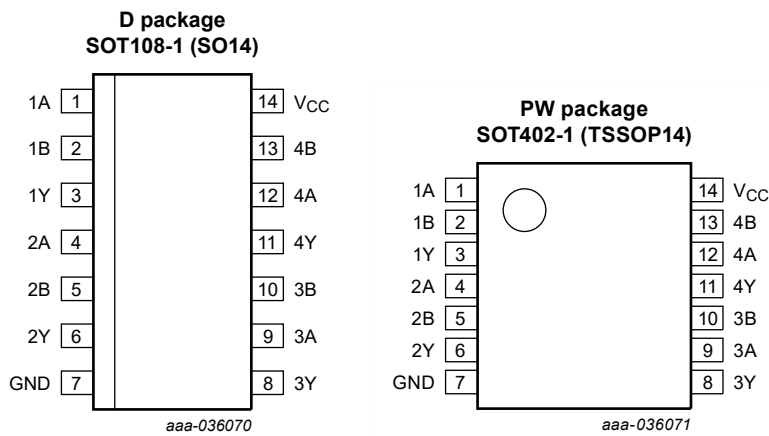 D package
SOT108-1 (SO14)
1A 1 14 VCC
1B 2 13 4B
1Y 3 12 4A
2A 4 11 4Y
2B 5 10 3B
2Y 6 9 3A
GND 7 8 3Y
aaa-036070
PW package
SOT402-1 (TSSOP14)
1A 1 14 VCC
1B 2 13 4B
1Y 3 12 4A
2A 4 11 4Y
2B 5 10 3B
2Y 6 9 3A
GND 7 8 3Y
aaa-036071